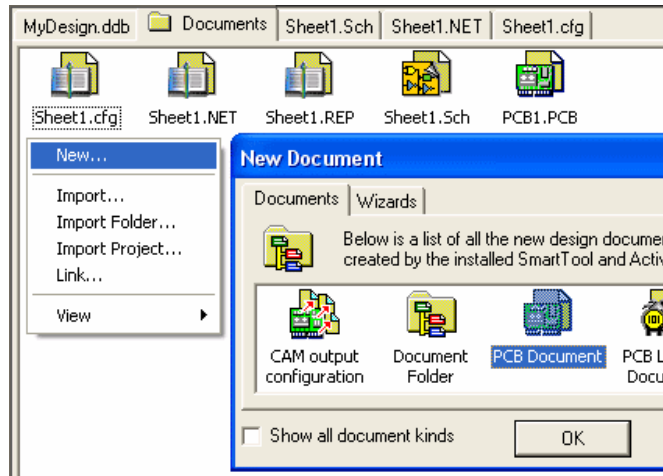 MyDesign.ddb Documents Sheet1.Sch Sheet1.NET Sheet1.cfg
Sheet1.cfg Sheet1.NET Sheet1.REP Sheet1.Sch PCB1.PCB
New...
Import...
Import Folder...
Import Project...
Link...
View
New Document
Documents Wizards
Below is a list of all the new design docume
created by the installed SmartTool and Activ
CAM output
configuration
Document
Folder
PCB Document
PCB L
Docu
Show all document kinds
OK